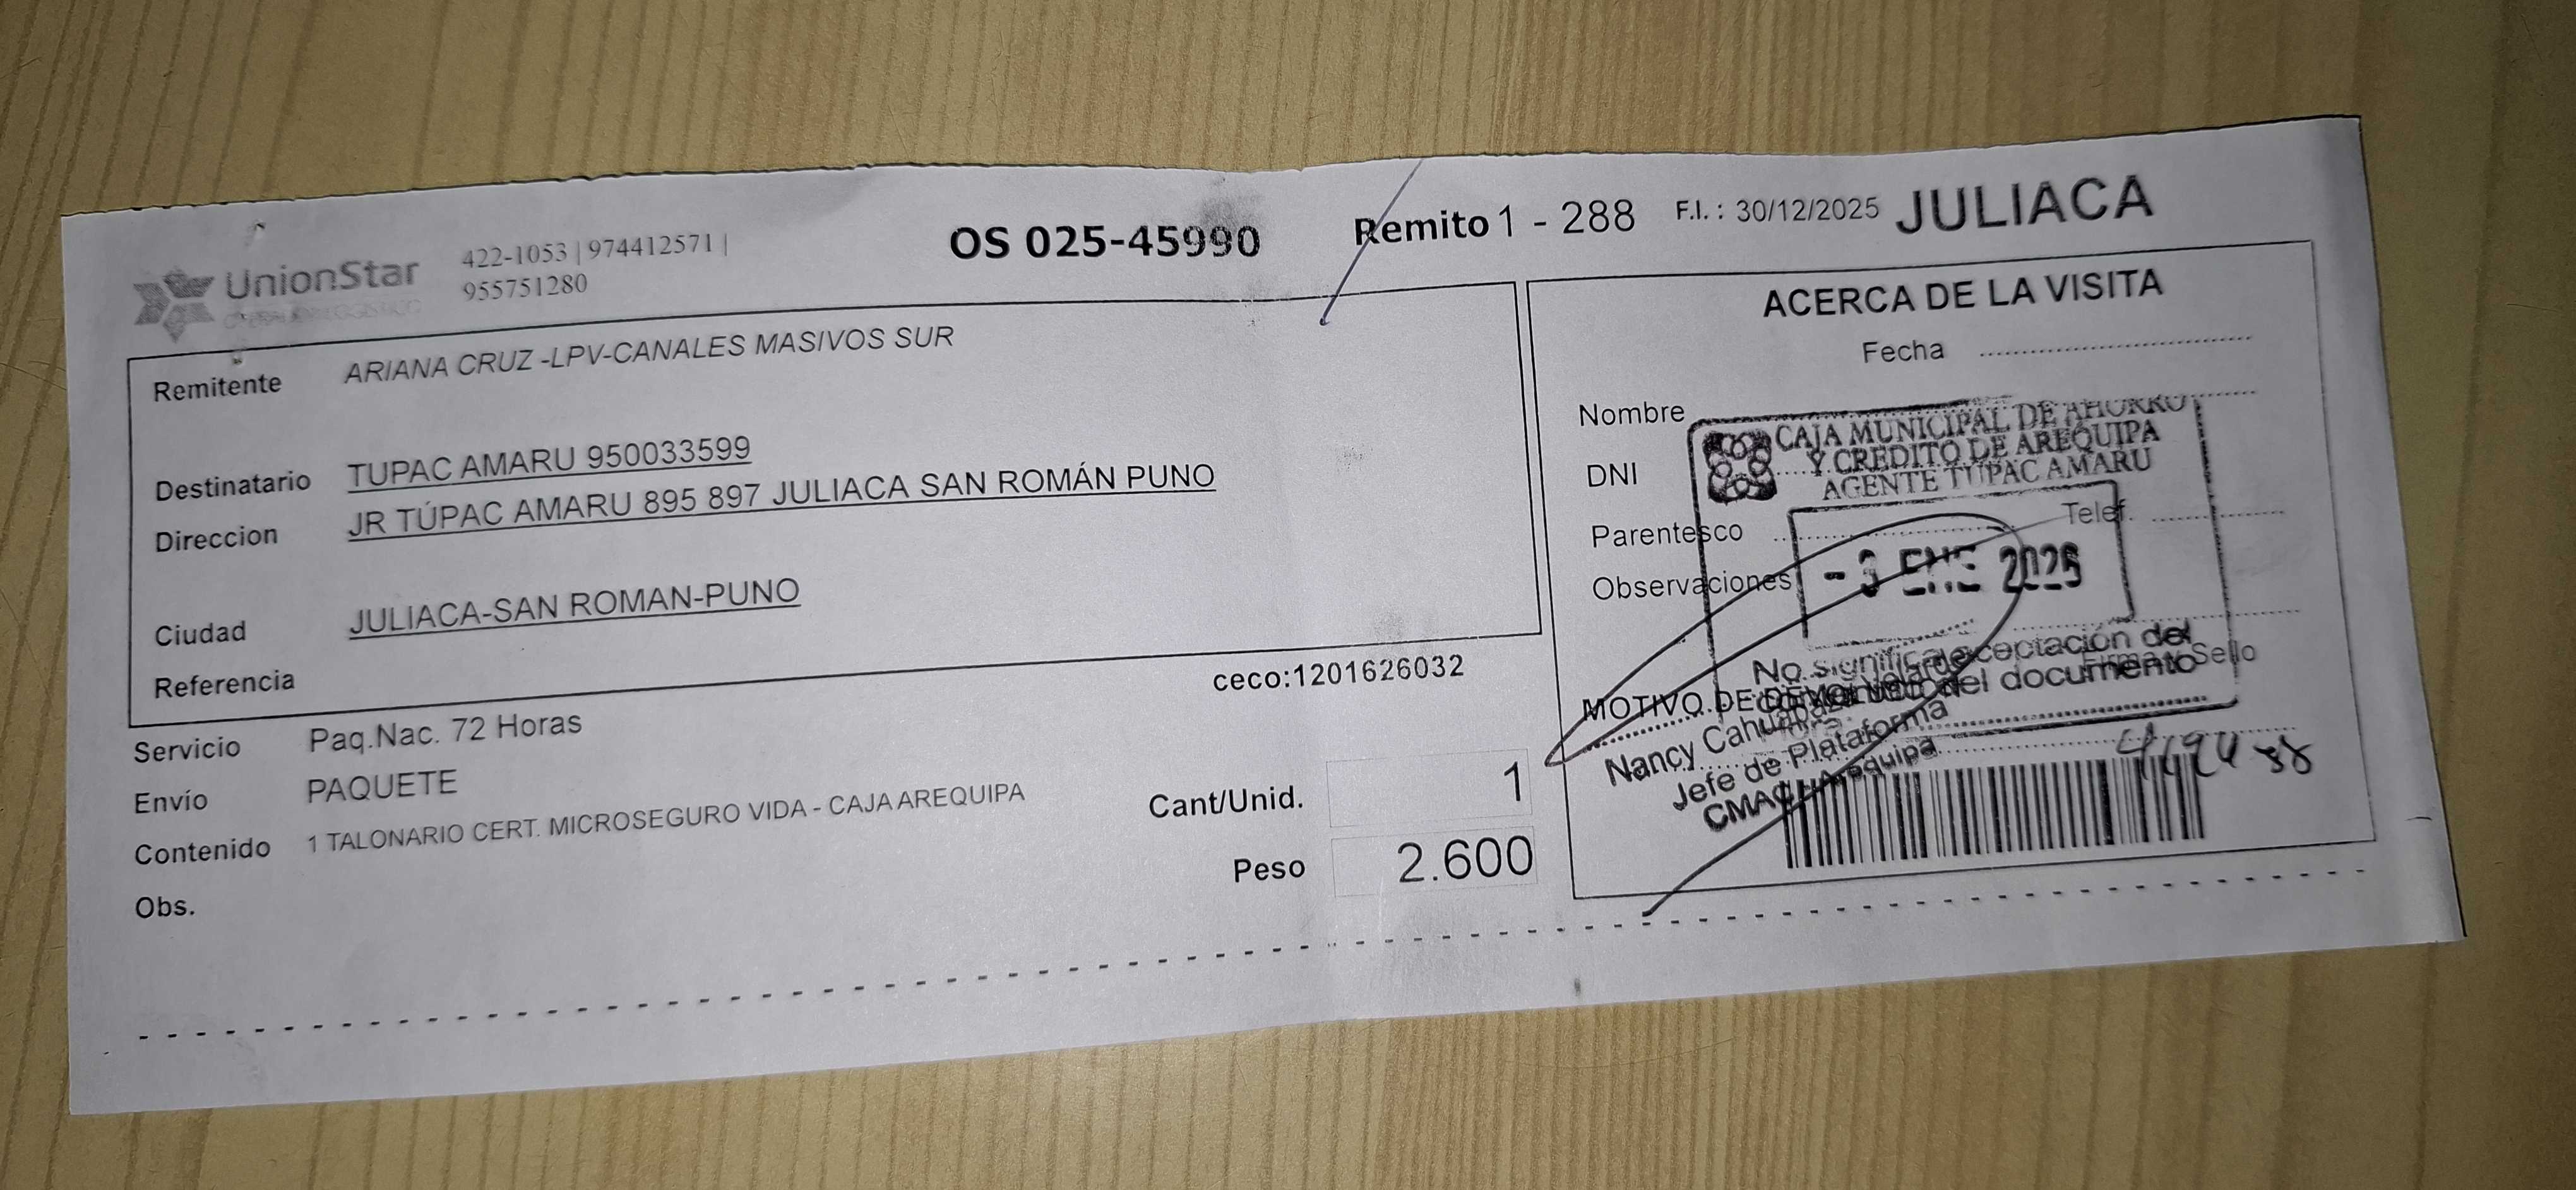 UnionStar
422-1053 | 974412571 |
955751280
OS 025-45990
Remito 1 - 288
F.I. : 30/12/2025
JULIACA
Remitente ARIANA CRUZ -LPV-CANALES MASIVOS SUR
Destinatario TUPAC AMARU 950033599
Direccion JR TÚPAC AMARU 895 897 JULIACA SAN ROMÁN PUNO
Ciudad JULIACA-SAN ROMAN-PUNO
Referencia
ceco:1201626032
Servicio Paq.Nac. 72 Horas
Envío PAQUETE
Contenido 1 TALONARIO CERT. MICROSEGURO VIDA - CAJA AREQUIPA
Obs.
Cant/Unid. 1
Peso 2.600
ACERCA DE LA VISITA
Fecha
Nombre
DNI
Parentesco
Telef.
Observaciones
Firma y Sello
MOTIVO DE
CAJA MUNICIPAL DE AHORRO
Y CREDITO DE AREQUIPA
AGENTE TUPAC AMARU
ENE
No significa aceptación del
del documento
Nancy Cahuapaza
Jefe de Plataforma
CMAC Arequipa